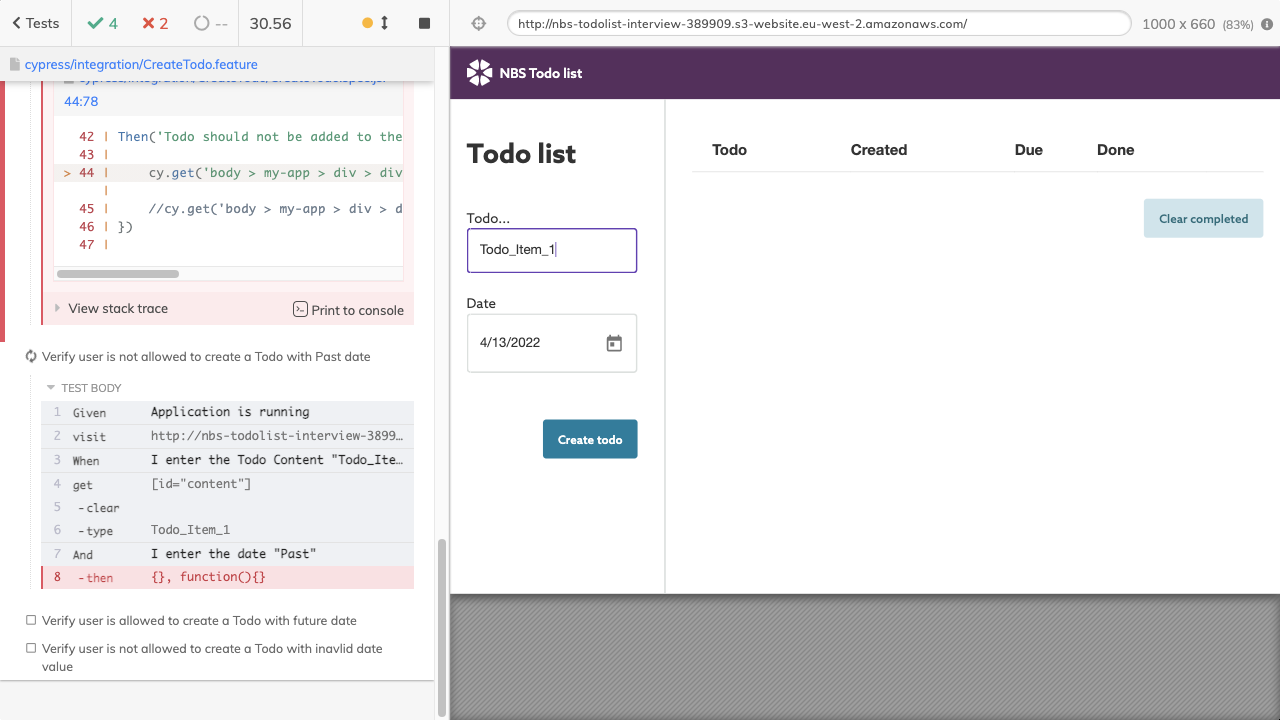 Tests
4
2
--
30.56
http://nbs-todolist-interview-389909.s3-website.eu-west-2.amazonaws.com/
1000 x 660 (83%)
cypress/integration/CreateTodo.feature
44:78
42 | Then('Todo should not be added to the
43 |
> 44 | cy.get('body > my-app > div > div
|
45 | //cy.get('body > my-app > div > d
46 | })
47 |
View stack trace
Print to console
Verify user is not allowed to create a Todo with Past date
TEST BODY
1 Given Application is running
2 visit http://nbs-todolist-interview-3899…
3 When I enter the Todo Content "Todo_Ite…
4 get [id="content"]
5 -clear
6 -type Todo_Item_1
7 And I enter the date "Past"
8 -then {}, function(){}
Verify user is allowed to create a Todo with future date
Verify user is not allowed to create a Todo with inavlid date
value
NBS Todo list
Todo list
Todo...
Todo_Item_1
Date
4/13/2022
Create todo
Todo Created Due Done
Clear completed